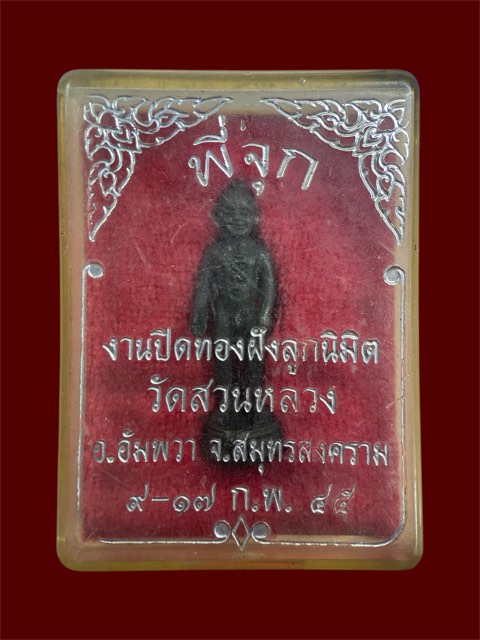 พี่จุก
งานปิดทองฝังลูกนิมิต
วัดสวนหลวง
อ.อัมพวา จ.สมุทรสงคราม
๙-๑๗ ก.พ. ๔๕